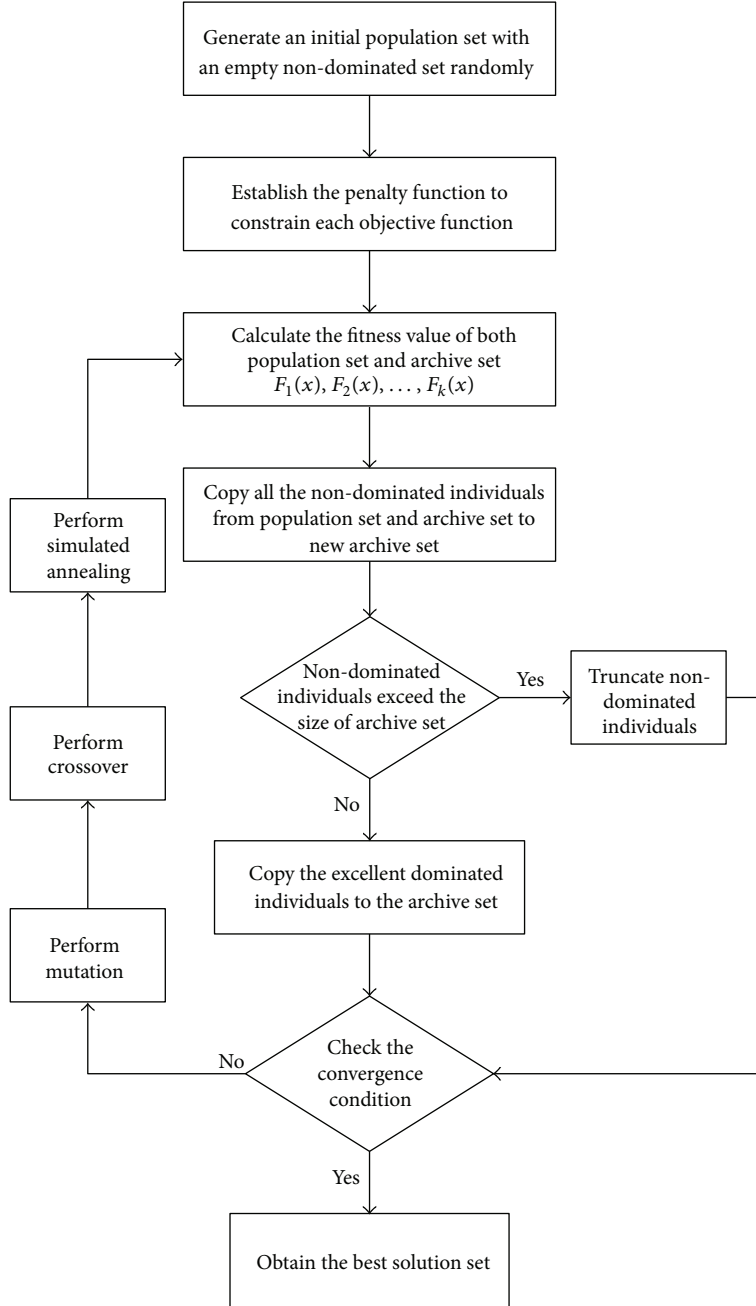 Generate an initial population set with
an empty non-dominated set randomly
Establish the penalty function to
constrain each objective function
Calculate the fitness value of both
population set and archive set
F₁(x), F₂(x), . . . , Fₖ(x)
Copy all the non-dominated individuals
from population set and archive set to
new archive set
Perform
simulated
annealing
Non-dominated
individuals exceed the
size of archive set
Yes
Truncate non-
dominated
individuals
Perform
crossover
No
Copy the excellent dominated
individuals to the archive set
Perform
mutation
No
Check the
convergence
condition
Yes
Obtain the best solution set